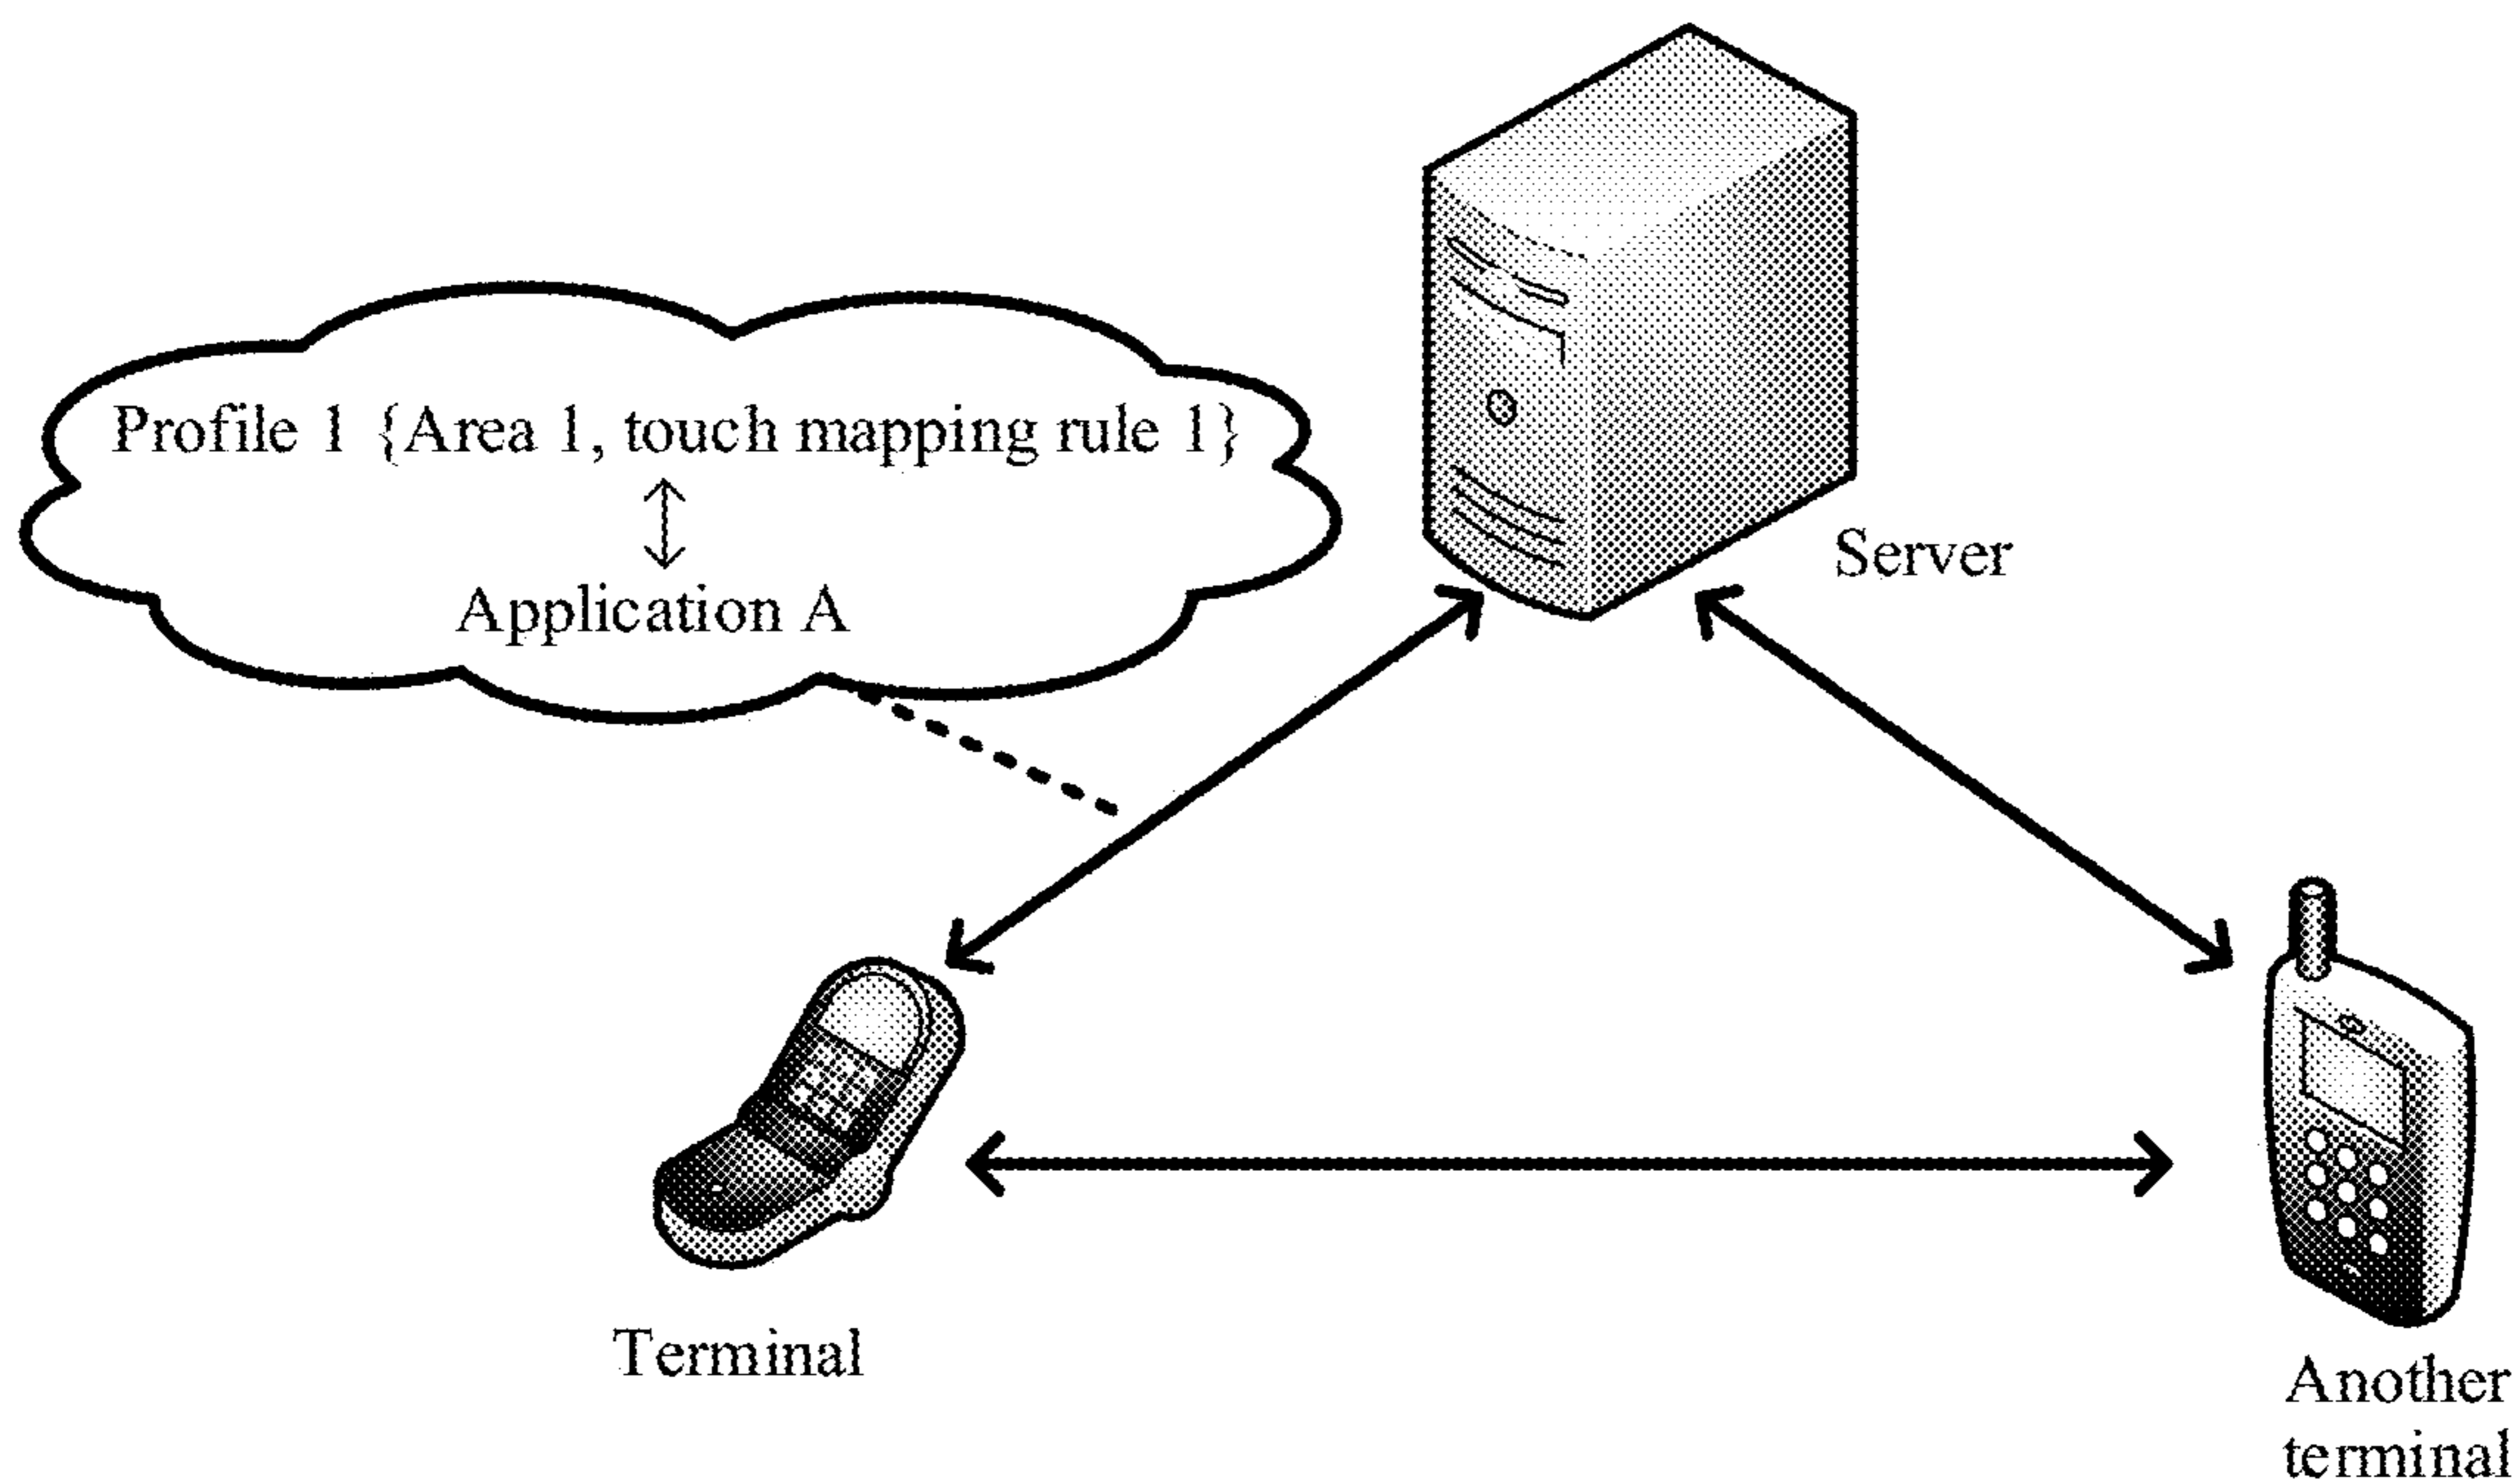 Profile 1 {Area 1, touch mapping rule 1}
Application A
Server
Terminal
Another
terminal